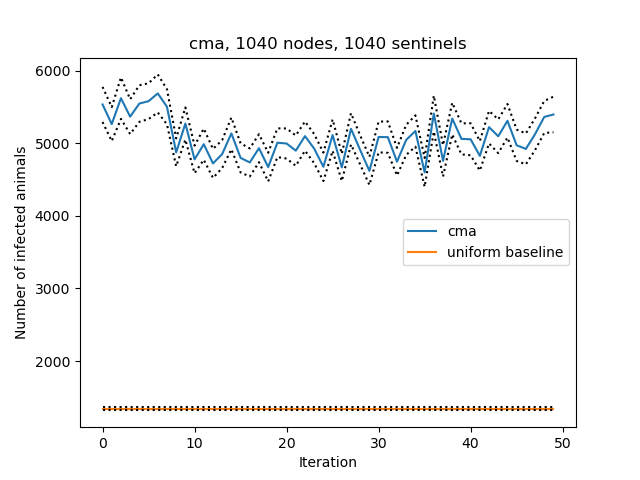 cma, 1040 nodes, 1040 sentinels
6000
5000
4000
3000
2000
Number of infected animals
cma
uniform baseline
0
10
20
30
40
50
Iteration